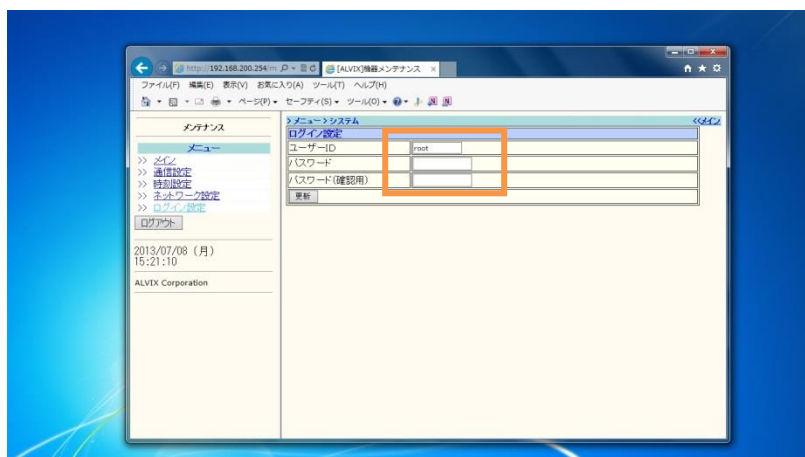 http://192.168.200.254/m
[ALVIX]機器メンテナンス
ファイル(F) 編集(E) 表示(V) お気に入り(A) ツール(T) ヘルプ(H)
ページ(P) セーフティ(S) ツール(O)
メンテナンス
メニュー
>> メイン
>> 通信設定
>> 時刻設定
>> ネットワーク設定
>> ログイン設定
ログアウト
2013/07/08 (月)
15:21:10
ALVIX Corporation
>メニュー>システム
<<メイン
ログイン設定
ユーザーID
root
パスワード
パスワード(確認用)
更新